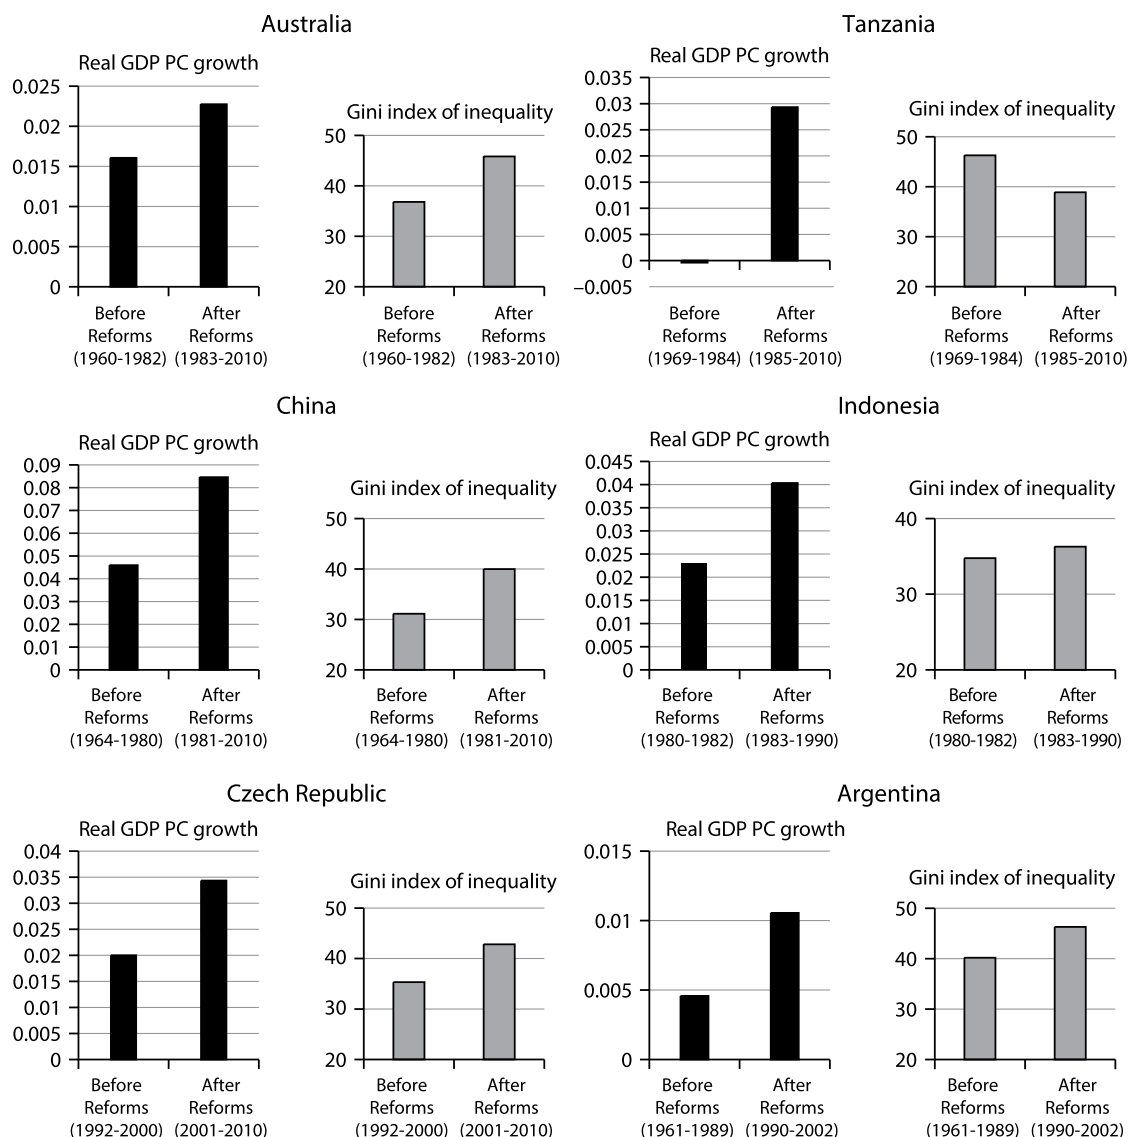 Australia
Real GDP PC growth
0.025
0.02
0.015
0.01
0.005
0
Before After
Reforms Reforms
(1960-1982) (1983-2010)
Gini index of inequality
50
40
30
20
Before After
Reforms Reforms
(1960-1982) (1983-2010)
Tanzania
Real GDP PC growth
0.035
0.03
0.025
0.02
0.015
0.01
0.005
0
−0.005
Before After
Reforms Reforms
(1969-1984) (1985-2010)
Gini index of inequality
50
40
30
20
Before After
Reforms Reforms
(1969-1984) (1985-2010)
China
Real GDP PC growth
0.09
0.08
0.07
0.06
0.05
0.04
0.03
0.02
0.01
0
Before After
Reforms Reforms
(1964-1980) (1981-2010)
Gini index of inequality
50
40
30
20
Before After
Reforms Reforms
(1964-1980) (1981-2010)
Indonesia
Real GDP PC growth
0.045
0.04
0.035
0.03
0.025
0.02
0.015
0.01
0.005
0
Before After
Reforms Reforms
(1980-1982) (1983-1990)
Gini index of inequality
40
30
20
Before After
Reforms Reforms
(1980-1982) (1983-1990)
Czech Republic
Real GDP PC growth
0.04
0.035
0.03
0.025
0.02
0.015
0.01
0.005
0
Before After
Reforms Reforms
(1992-2000) (2001-2010)
Gini index of inequality
50
40
30
20
Before After
Reforms Reforms
(1992-2000) (2001-2010)
Argentina
Real GDP PC growth
0.015
0.010
0.005
0
Before After
Reforms Reforms
(1961-1989) (1990-2002)
Gini index of inequality
50
40
30
20
Before After
Reforms Reforms
(1961-1989) (1990-2002)